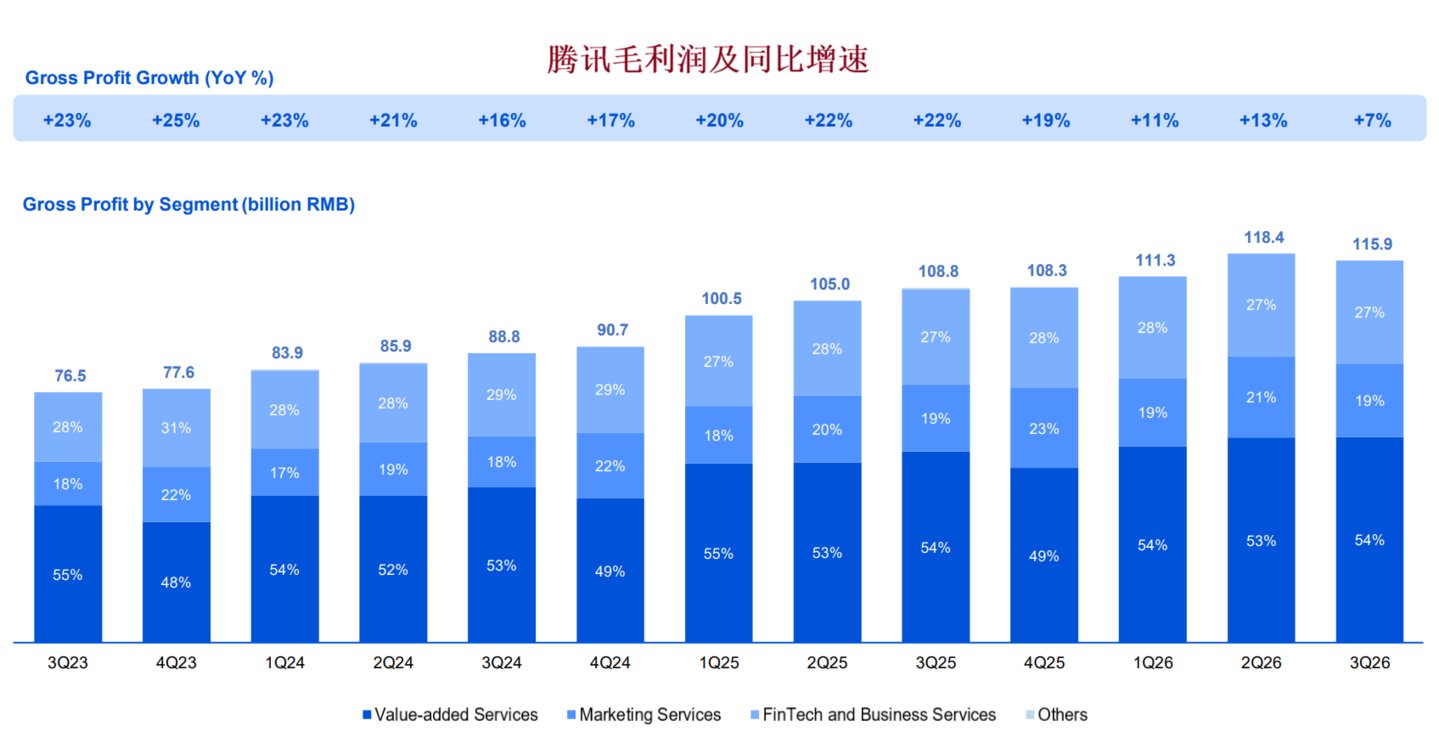 腾讯毛利润及同比增速
Gross Profit Growth (YoY %)
+23% +25% +23% +21% +16% +17% +20% +22% +22% +19% +11% +13% +7%
Gross Profit by Segment (billion RMB)
76.5 77.6 83.9 85.9 88.8 90.7 100.5 105.0 108.8 108.3 111.3 118.4 115.9
28% 31% 28% 28% 29% 29% 27% 28% 27% 28% 28% 27% 27%
18% 22% 17% 19% 18% 22% 18% 20% 19% 23% 19% 21% 19%
55% 48% 54% 52% 53% 49% 55% 53% 54% 49% 54% 53% 54%
3Q23 4Q23 1Q24 2Q24 3Q24 4Q24 1Q25 2Q25 3Q25 4Q25 1Q26 2Q26 3Q26
Value-added Services Marketing Services FinTech and Business Services Others